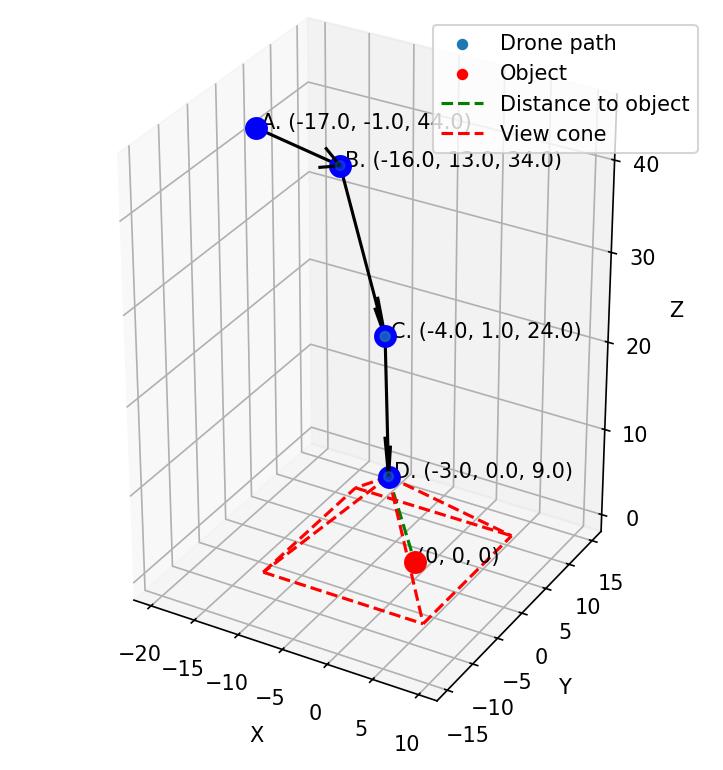 Drone path
Object
Distance to object
View cone
A. (-17.0, -1.0, 44.0)
B. (-16.0, 13.0, 34.0)
C. (-4.0, 1.0, 24.0)
D. (-3.0, 0.0, 9.0)
(0, 0, 0)
40
30
20
10
0
Z
15
10
5
0
−5
−10
−15
Y
−20
−15
−10
−5
0
5
10
X